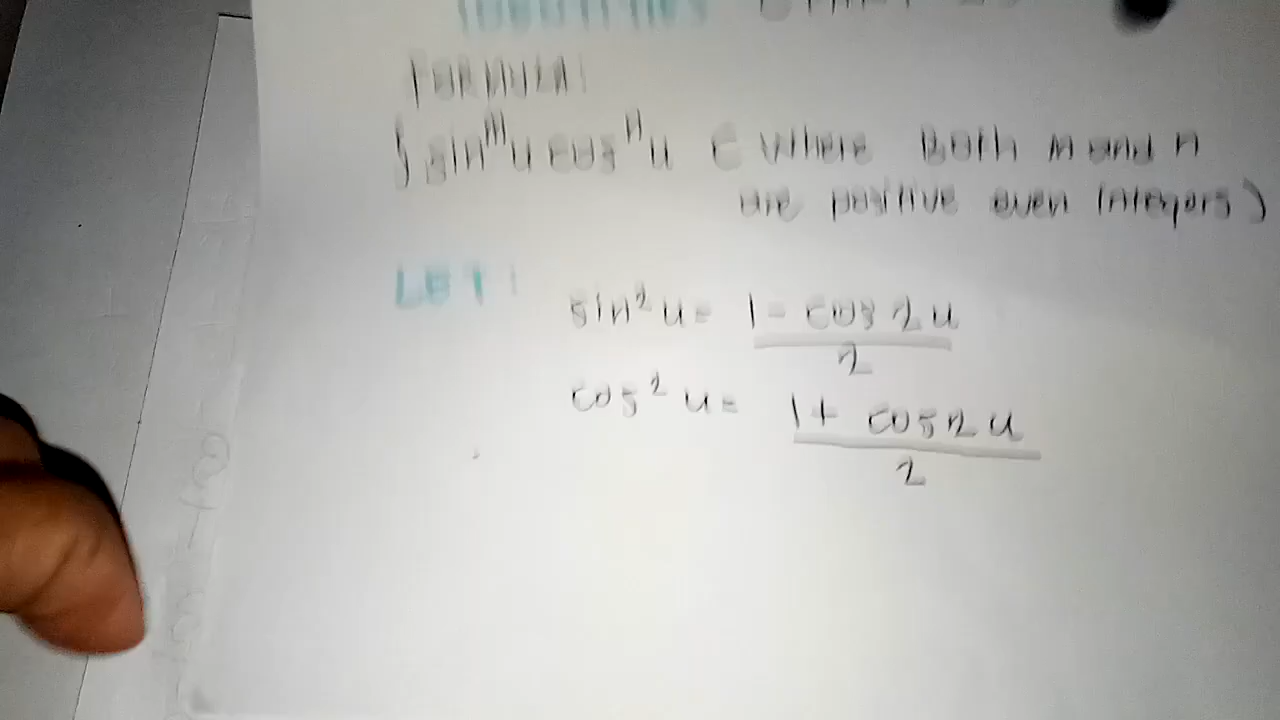 FORMULA:
∫ sinᵐu cosⁿu ( where Both m and n
are positive even integers)
LET:
sin²u = 1 - cos 2u
2
cos²u = 1 + cos 2u
2